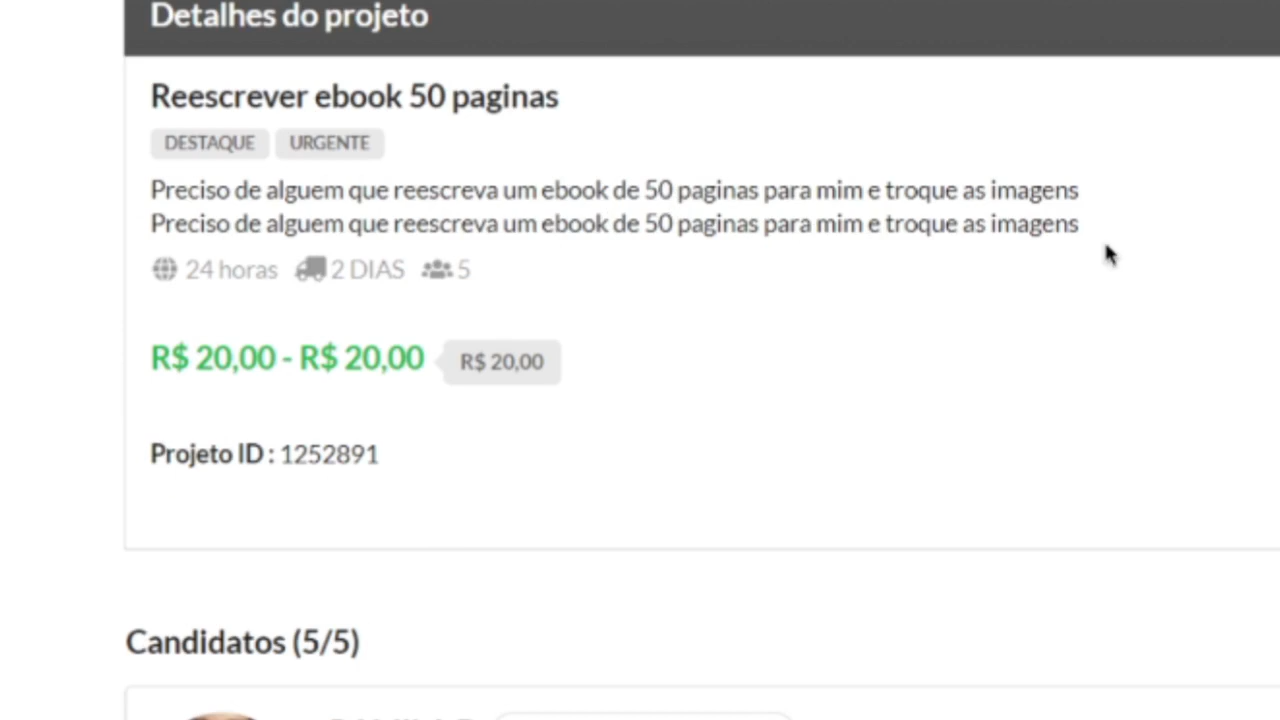 Detalhes do projeto
Reescrever ebook 50 paginas
DESTAQUE URGENTE
Preciso de alguem que reescreva um ebook de 50 paginas para mim e troque as imagens
Preciso de alguem que reescreva um ebook de 50 paginas para mim e troque as imagens
24 horas 2 DIAS 5
R$ 20,00 - R$ 20,00 R$ 20,00
Projeto ID : 1252891
Candidatos (5/5)